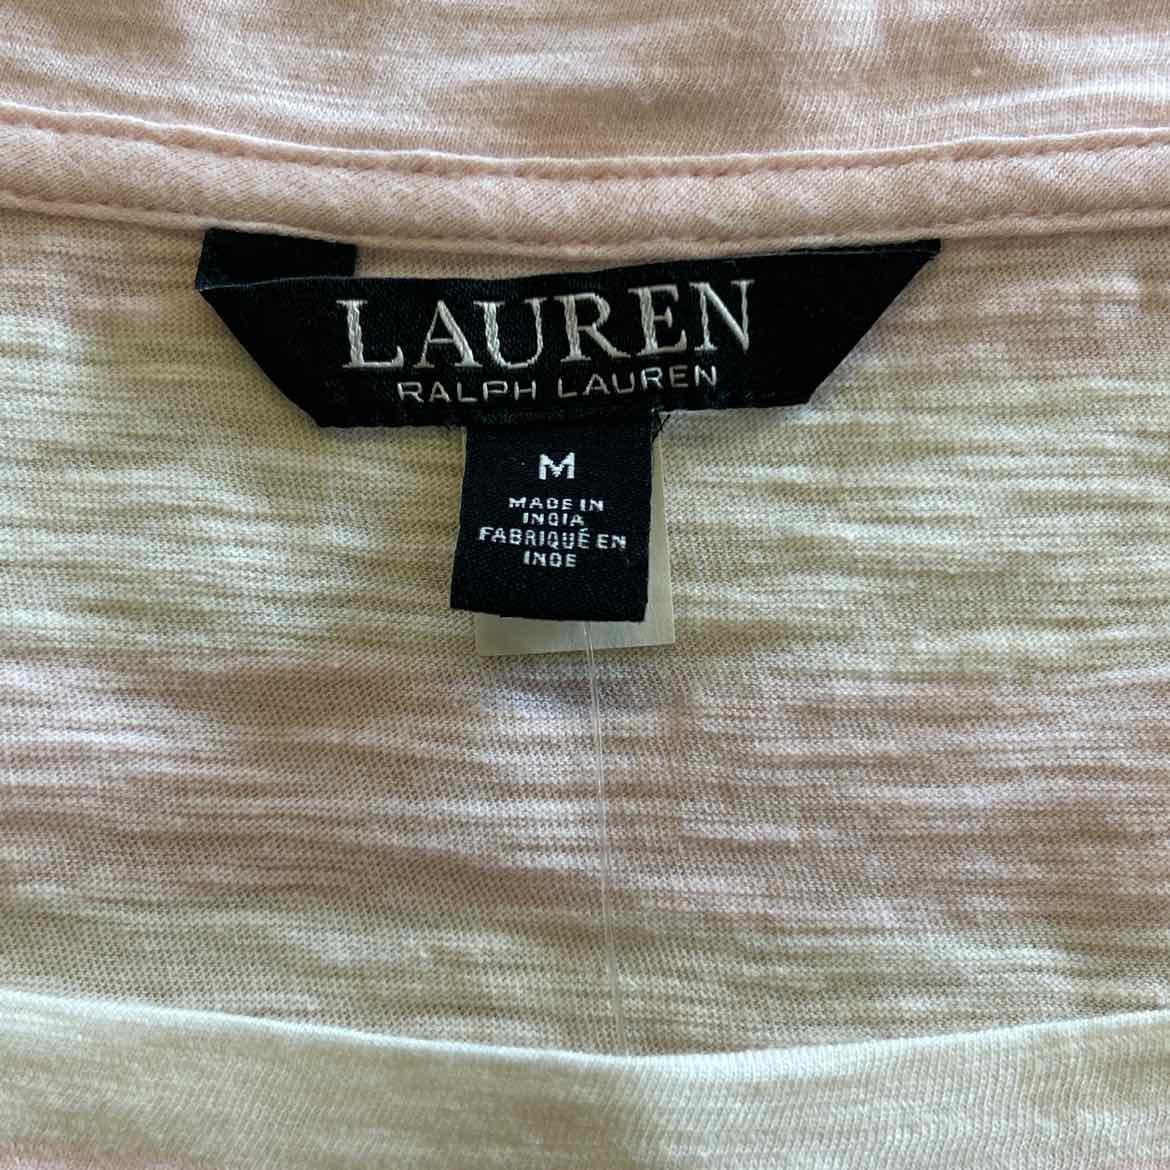 LAUREN
RALPH LAUREN
M
MADE IN
INDIA
FABRIQUÉ EN
INDE